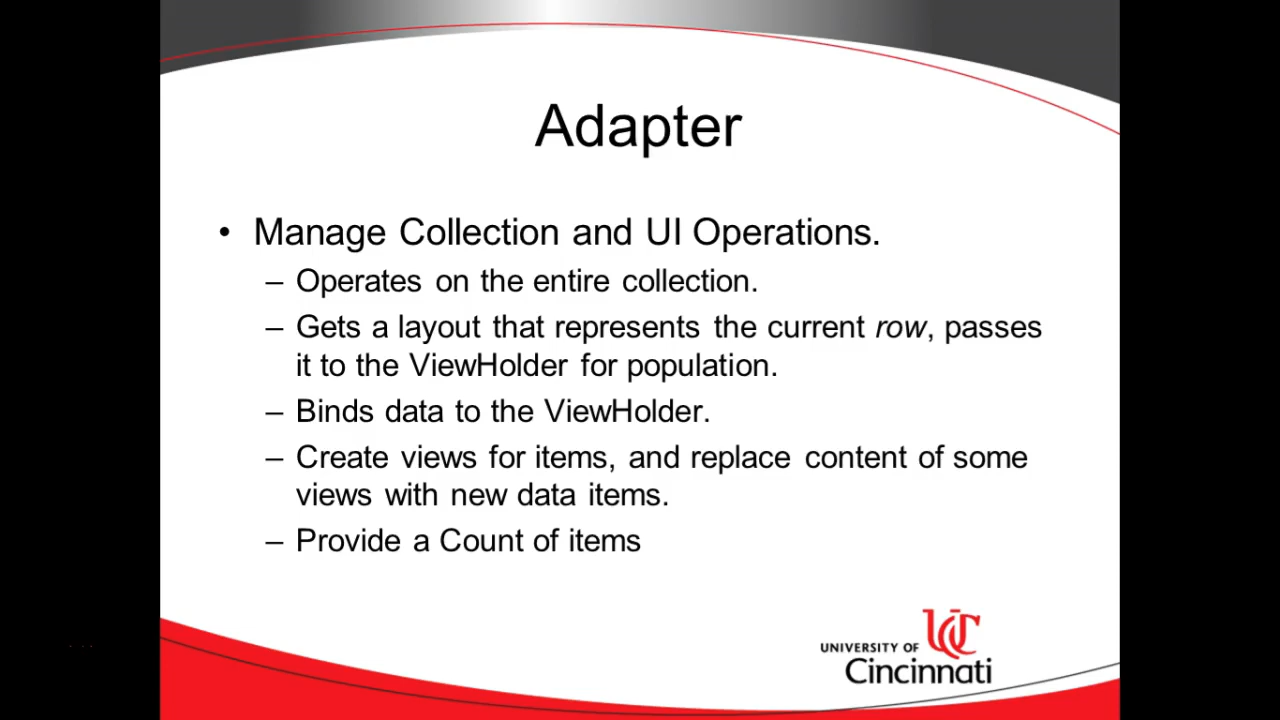 Adapter
• Manage Collection and UI Operations.
– Operates on the entire collection.
– Gets a layout that represents the current row, passes
it to the ViewHolder for population.
– Binds data to the ViewHolder.
– Create views for items, and replace content of some
views with new data items.
– Provide a Count of items
UC
UNIVERSITY OF
Cincinnati